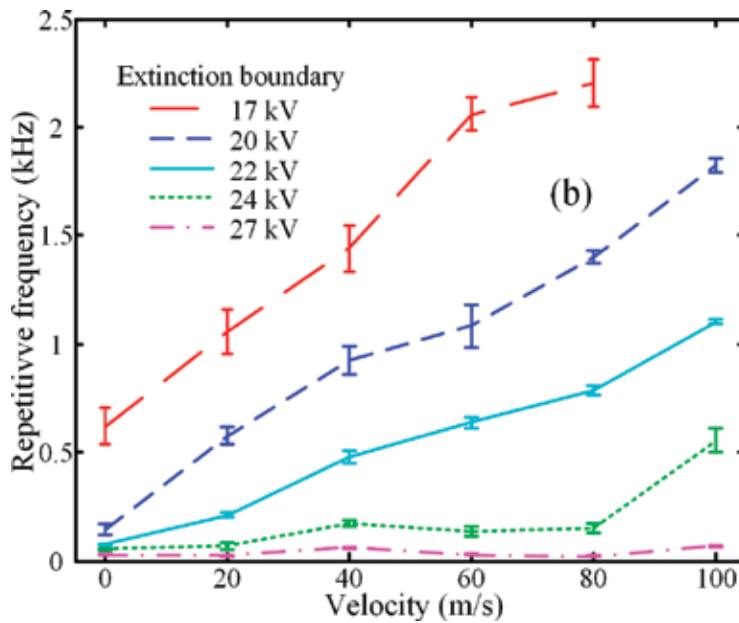 2.5
2
1.5
1
0.5
0
Repetitivve frequency (kHz)
Extinction boundary
17 kV
20 kV
22 kV
24 kV
27 kV
(b)
0 20 40 60 80 100
Velocity (m/s)